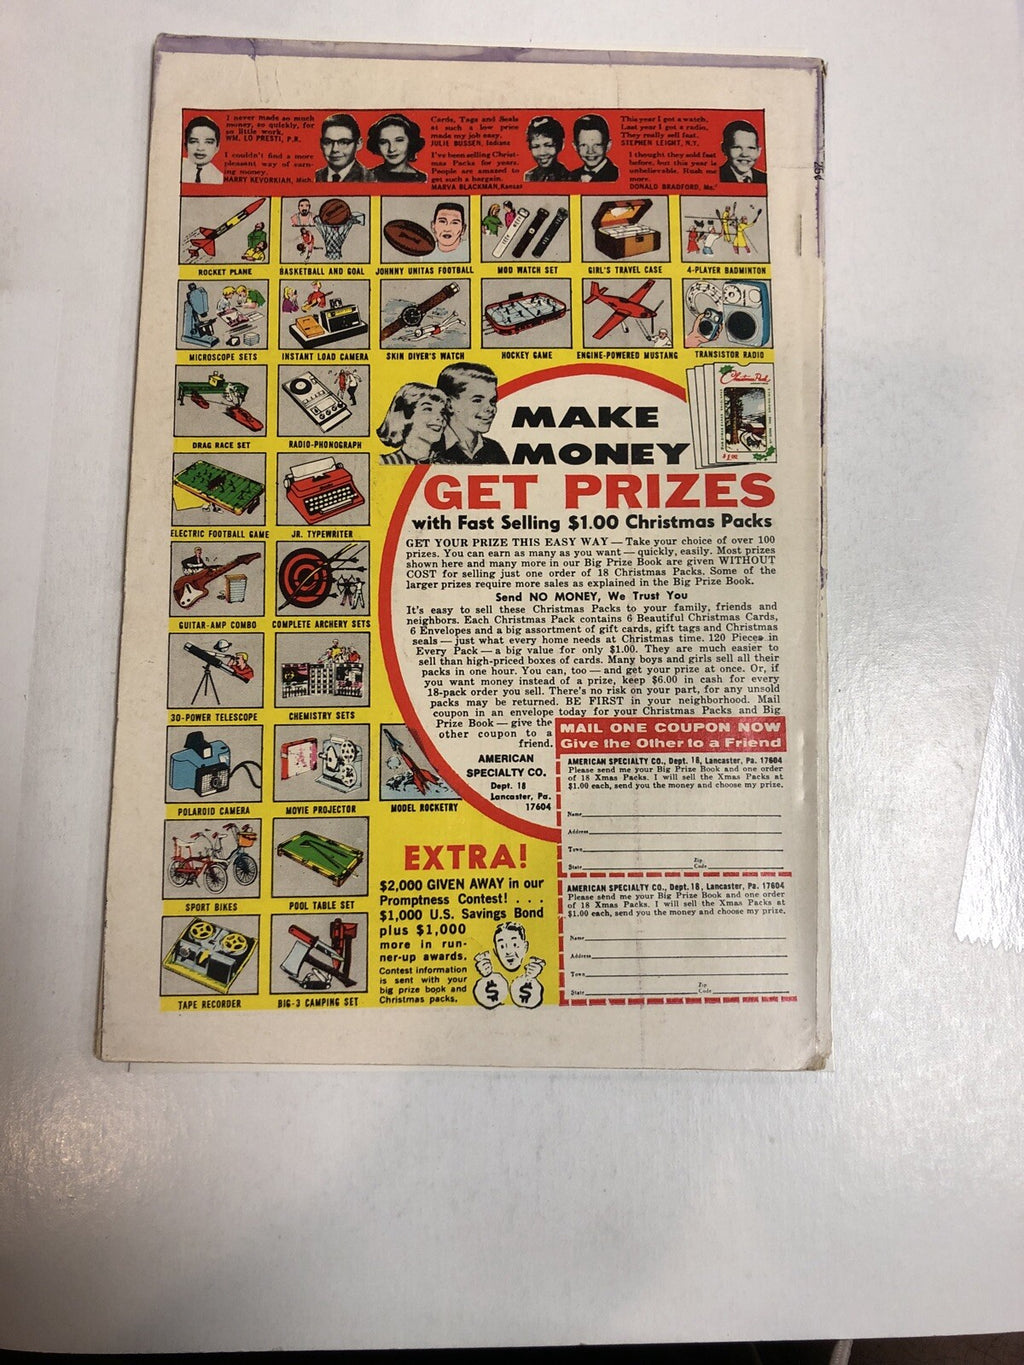 I never made so much
money, so quickly, for
so little work.
WM. LO PRESTI, P.R.
I couldn't find a more
pleasant way of earn-
ing money.
HARRY KEVORKIAN, Mich.
Cards, Tags and Seals
at such a low price
made my job easy.
JULIE BUSSEN, Indiana
I've been selling Christ-
mas Packs for years.
People are amazed to
get such a bargain.
MARVA BLACKMAN, Kansas
This year I got a watch.
Last year I got a radio.
They really sell fast.
STEPHEN LEIGHT, N.Y.
I thought they sold fast
before, but this year is
unbelievable. Rush me
more.
DONALD BRADFORD, Mo.
ROCKET PLANE
BASKETBALL AND GOAL
JOHNNY UNITAS FOOTBALL
MOD WATCH SET
GIRL'S TRAVEL CASE
4-PLAYER BADMINTON
MICROSCOPE SETS
INSTANT LOAD CAMERA
SKIN DIVER'S WATCH
HOCKEY GAME
ENGINE-POWERED MUSTANG
TRANSISTOR RADIO
DRAG RACE SET
RADIO-PHONOGRAPH
ELECTRIC FOOTBALL GAME
JR. TYPEWRITER
GUITAR-AMP COMBO
COMPLETE ARCHERY SETS
30-POWER TELESCOPE
CHEMISTRY SETS
POLAROID CAMERA
MOVIE PROJECTOR
MODEL ROCKETRY
SPORT BIKES
POOL TABLE SET
TAPE RECORDER
BIG-3 CAMPING SET
Christmas Pack
$1.00
MAKE
MONEY
GET PRIZES
with Fast Selling $1.00 Christmas Packs
GET YOUR PRIZE THIS EASY WAY — Take your choice of over 100
prizes. You can earn as many as you want — quickly, easily. Most prizes
shown here and many more in our Big Prize Book are given WITHOUT
COST for selling just one order of 18 Christmas Packs. Some of the
larger prizes require more sales as explained in the Big Prize Book.
Send NO MONEY, We Trust You
It's easy to sell these Christmas Packs to your family, friends and
neighbors. Each Christmas Pack contains 6 Beautiful Christmas Cards,
6 Envelopes and a big assortment of gift cards, gift tags and Christmas
seals — just what every home needs at Christmas time. 120 Pieces in
Every Pack — a big value for only $1.00. They are much easier to
sell than high-priced boxes of cards. Many boys and girls sell all their
packs in one hour. You can, too — and get your prize at once. Or, if
you want money instead of a prize, keep $6.00 in cash for every
18-pack order you sell. There's no risk on your part, for any unsold
packs may be returned. BE FIRST in your neighborhood. Mail
coupon in an envelope today for your Christmas Packs and Big
Prize Book — give the
other coupon to a
friend.
AMERICAN
SPECIALTY CO.
Dept. 18
Lancaster, Pa.
17604
MAIL ONE COUPON NOW
Give the Other to a Friend
AMERICAN SPECIALTY CO., Dept. 18, Lancaster, Pa. 17604
Please send me your Big Prize Book and one order
of 18 Xmas Packs. I will sell the Xmas Packs at
$1.00 each, send you the money and choose my prize.
Name
Address
Town
State
Zip
Code
AMERICAN SPECIALTY CO., Dept. 18, Lancaster, Pa. 17604
Please send me your Big Prize Book and one order
of 18 Xmas Packs. I will sell the Xmas Packs at
$1.00 each, send you the money and choose my prize.
Name
Address
Town
State
Zip
Code
EXTRA!
$2,000 GIVEN AWAY in our
Promptness Contest! . . .
$1,000 U.S. Savings Bond
plus $1,000
more in run-
ner-up awards.
Contest information
is sent with your
big prize book and
Christmas packs.
$ $